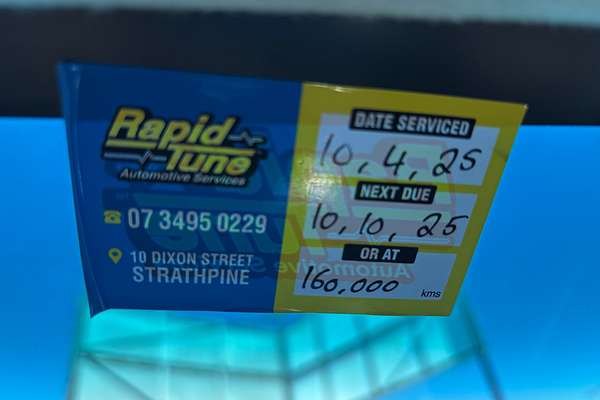 Rapid
Tune
Automotive Services
07 3495 0229
10 DIXON STREET
STRATHPINE
DATE SERVICED
10, 4, 25
NEXT DUE
10, 10, 25
OR AT
160,000
kms